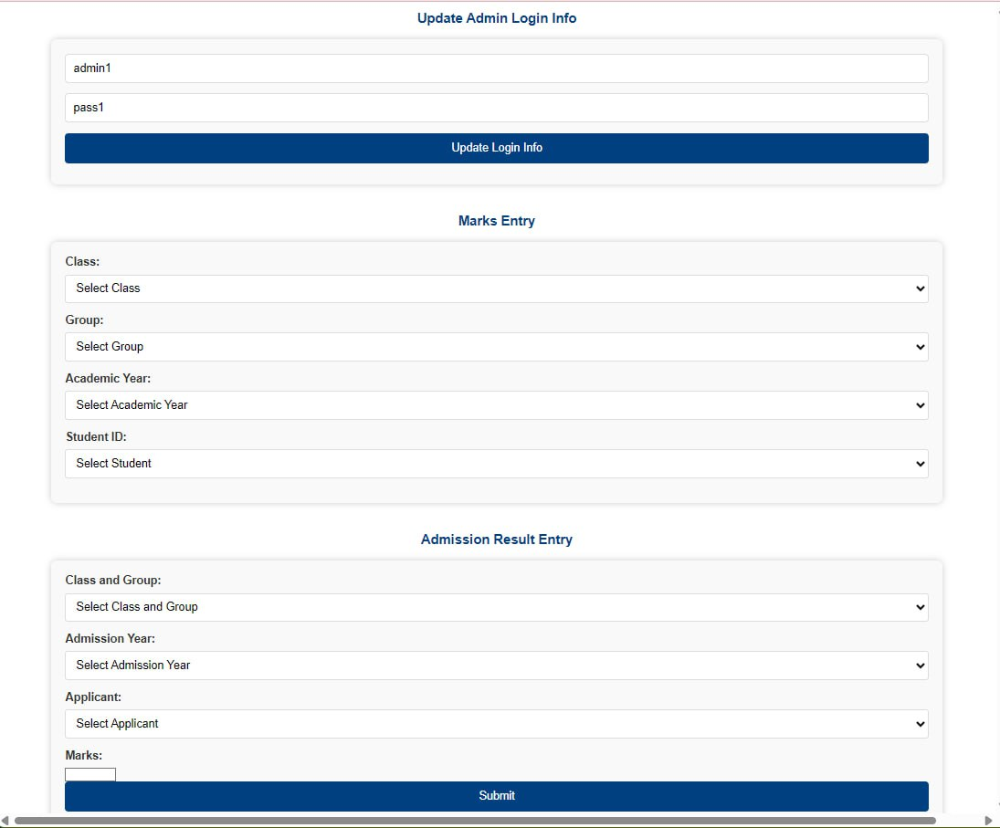 Update Admin Login Info
admin1
pass1
Update Login Info
Marks Entry
Class:
Select Class
Group:
Select Group
Academic Year:
Select Academic Year
Student ID:
Select Student
Admission Result Entry
Class and Group:
Select Class and Group
Admission Year:
Select Admission Year
Applicant:
Select Applicant
Marks:
Submit